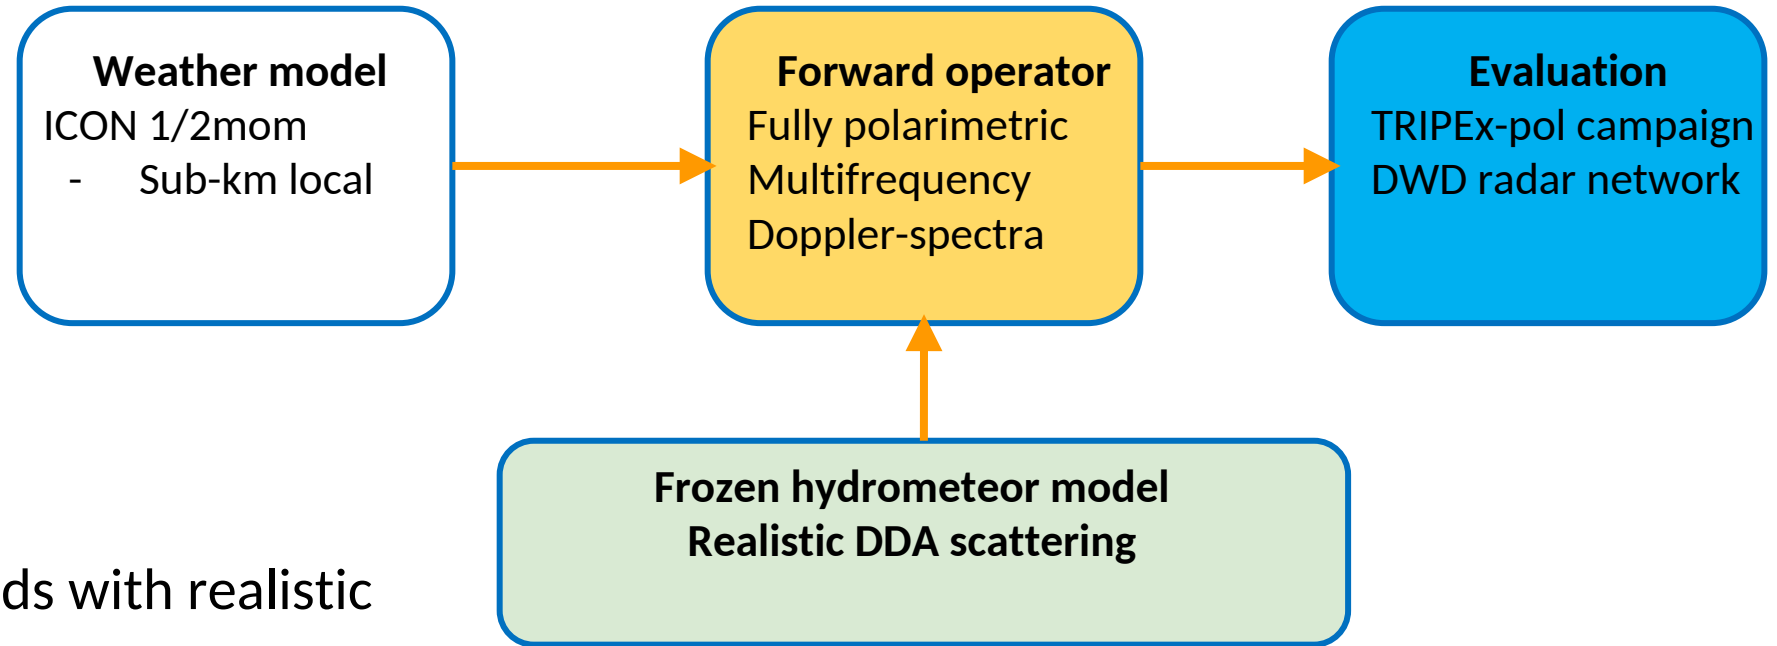 Weather model
ICON 1/2mom
- Sub-km local
Forward operator
Fully polarimetric
Multifrequency
Doppler-spectra
Evaluation
TRIPEx-pol campaign
DWD radar network
Frozen hydrometeor model
Realistic DDA scattering
ds with realistic